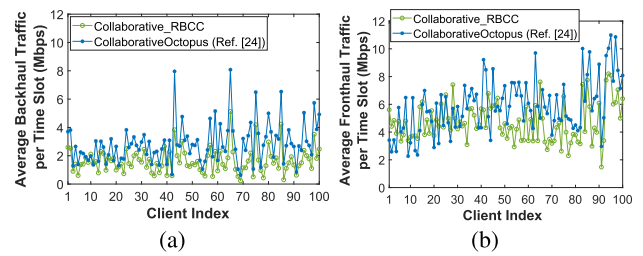 Collaborative_RBCC
CollaborativeOctopus (Ref. [24])
Average Backhaul Traffic
per Time Slot (Mbps)
12
10
8
6
4
2
0
1 10 20 30 40 50 60 70 80 90 100
Client Index
(a)
Collaborative_RBCC
CollaborativeOctopus (Ref. [24])
Average Fronthaul Traffic
per Time Slot (Mbps)
12
10
8
6
4
2
0
1 10 20 30 40 50 60 70 80 90 100
Client Index
(b)